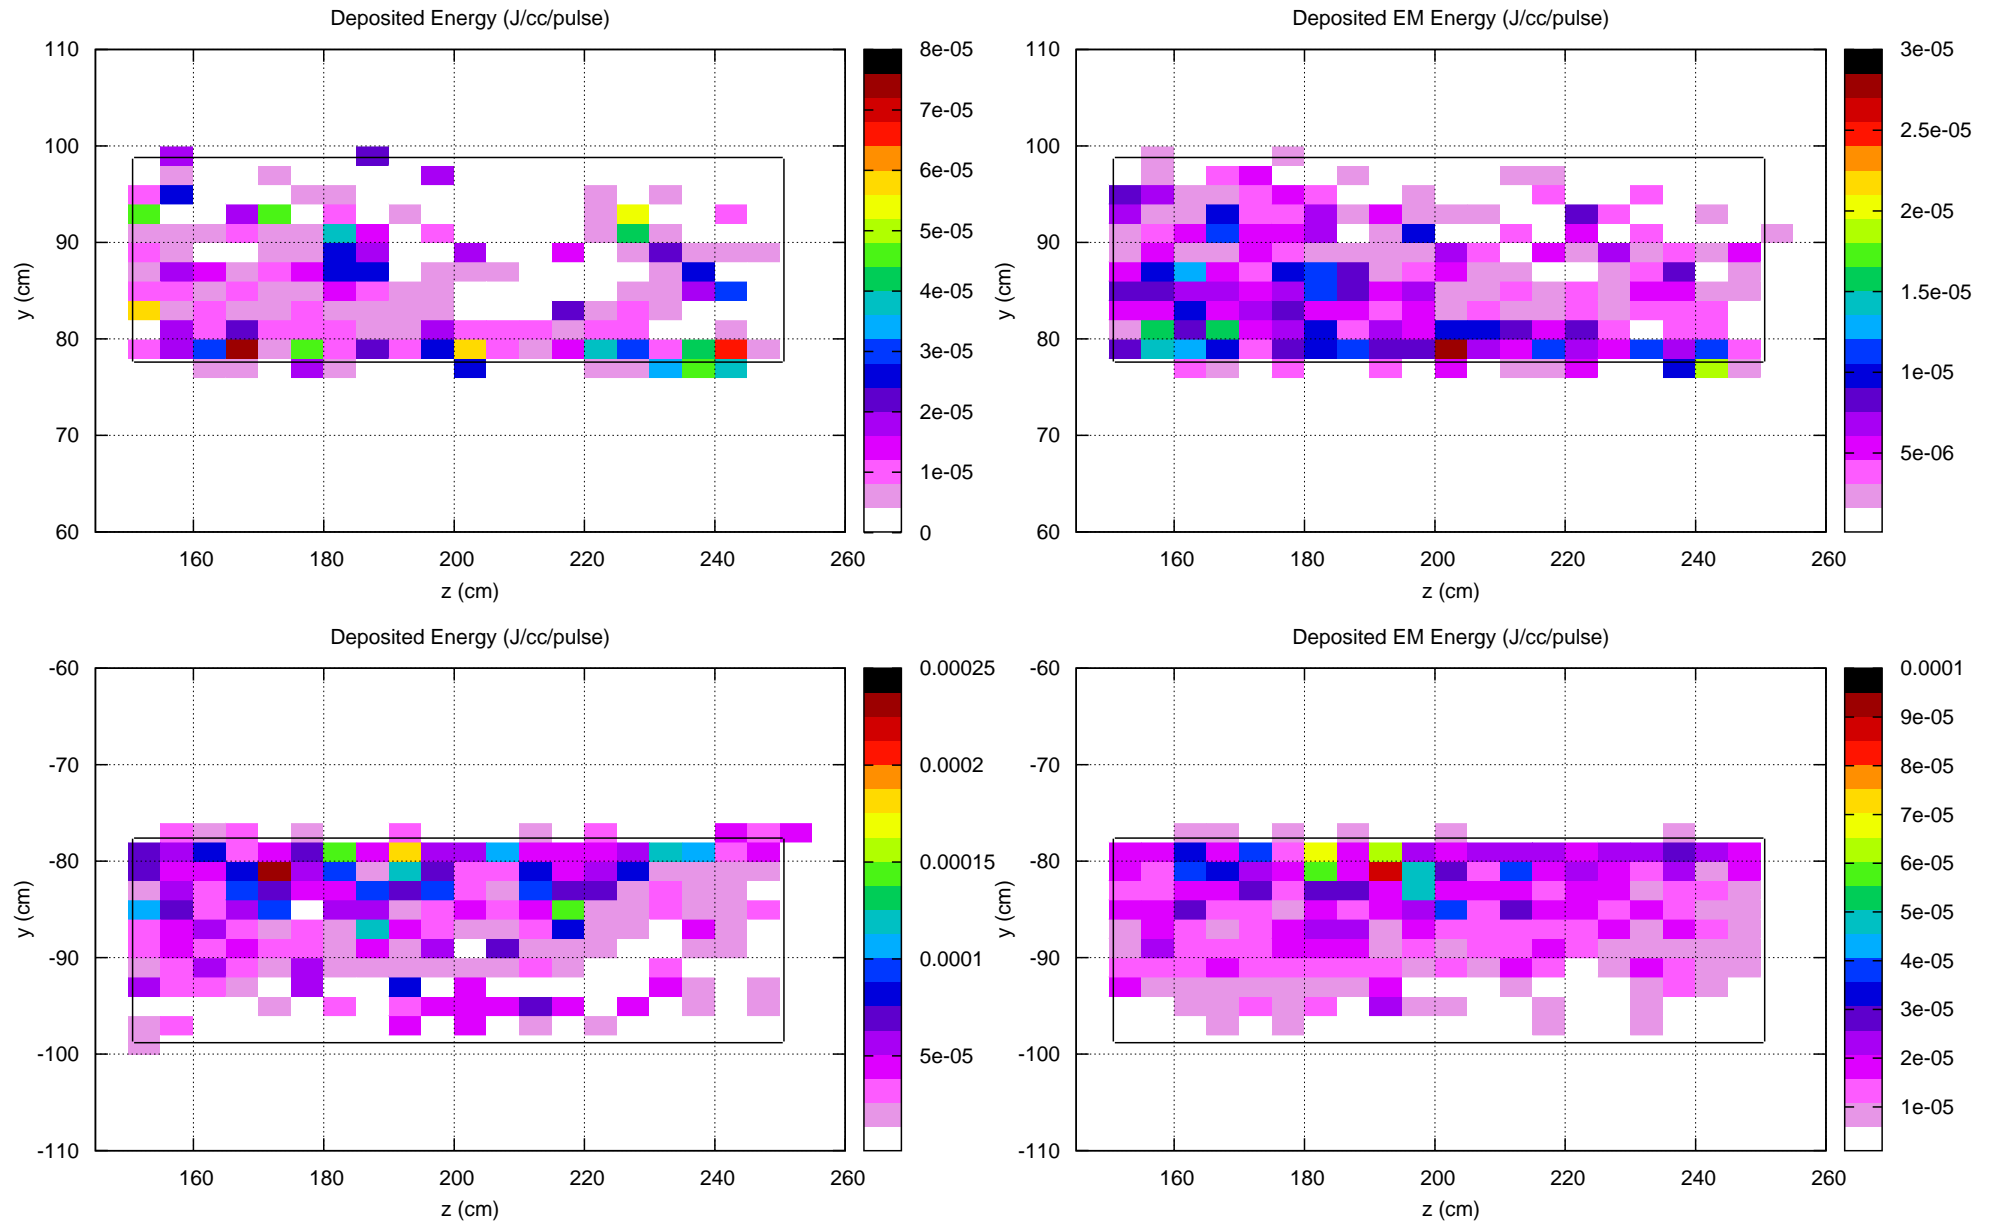 Deposited Energy (J/cc/pulse)
110
100
90
80
70
60
y (cm)
160 180 200 220 240 260
z (cm)
8e-05
7e-05
6e-05
5e-05
4e-05
3e-05
2e-05
1e-05
0
Deposited EM Energy (J/cc/pulse)
110
100
90
80
70
60
y (cm)
160 180 200 220 240 260
z (cm)
3e-05
2.5e-05
2e-05
1.5e-05
1e-05
5e-06
Deposited Energy (J/cc/pulse)
-60
-70
-80
-90
-100
-110
y (cm)
160 180 200 220 240 260
z (cm)
0.00025
0.0002
0.00015
0.0001
5e-05
Deposited EM Energy (J/cc/pulse)
-60
-70
-80
-90
-100
-110
y (cm)
160 180 200 220 240 260
z (cm)
0.0001
9e-05
8e-05
7e-05
6e-05
5e-05
4e-05
3e-05
2e-05
1e-05